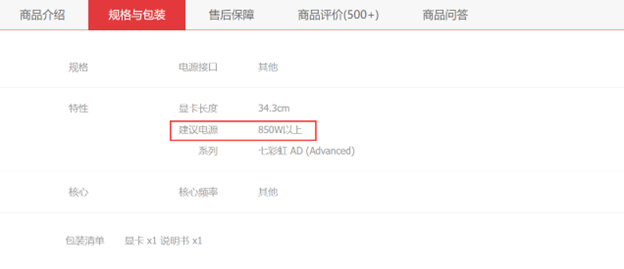 商品介绍 规格与包装 售后保障 商品评价(500+) 商品问答
规格 电源接口 其他
特性 显卡长度 34.3cm
建议电源 850W以上
系列 七彩虹 AD (Advanced)
核心 核心频率 其他
包装清单 显卡 x1 说明书 x1